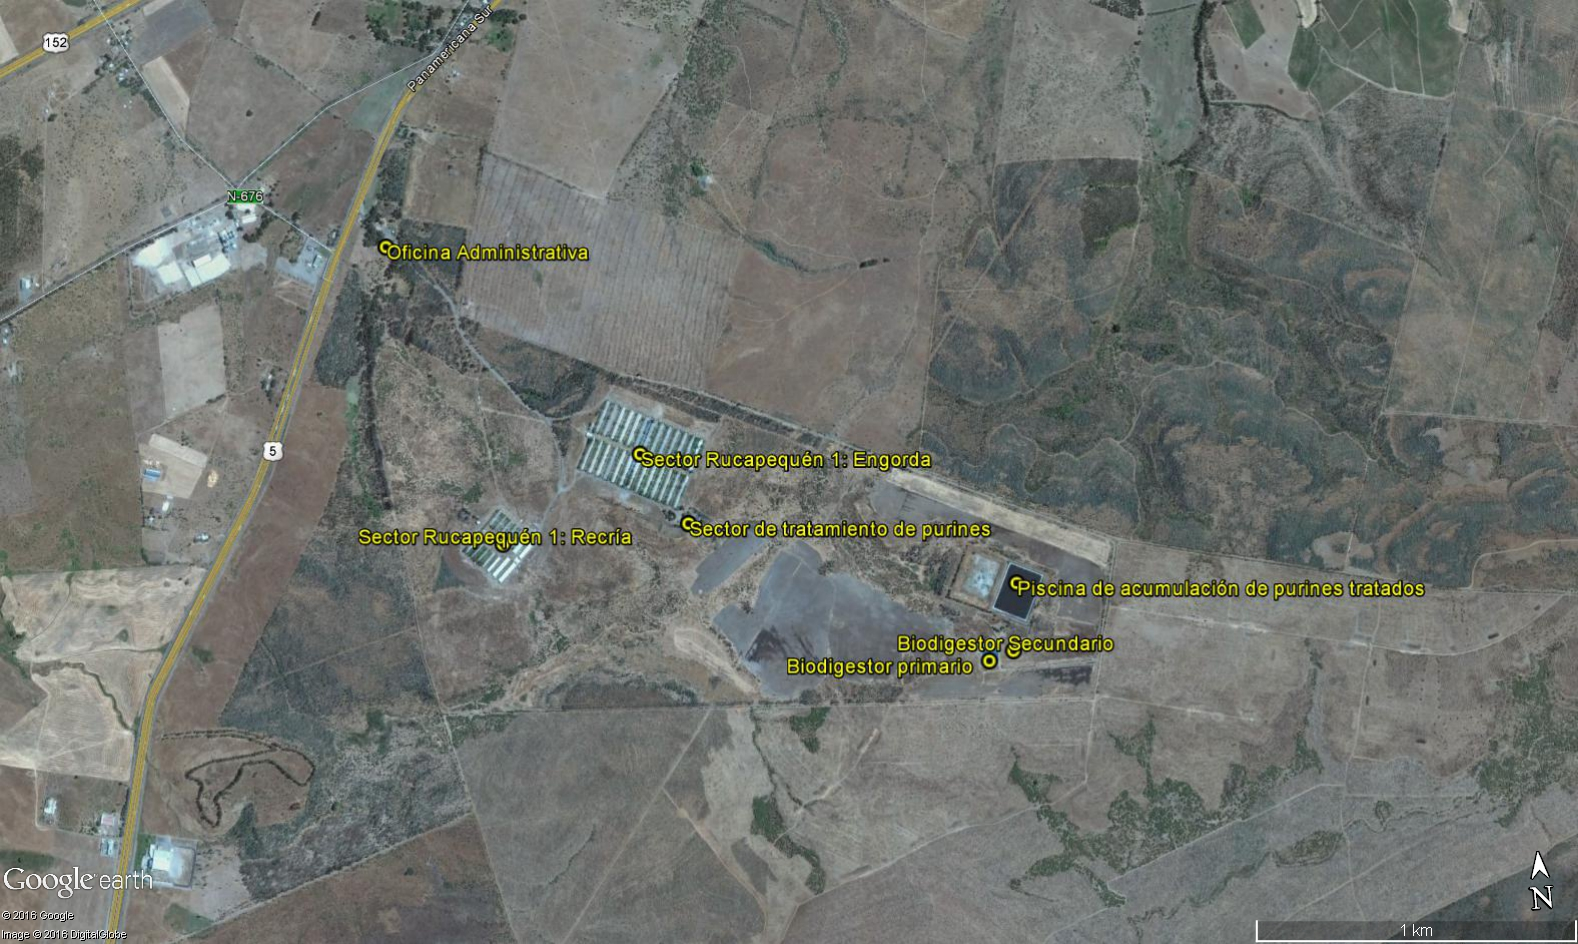 152
Panamericana Sur
N-676
Oficina Administrativa
5
Sector Rucapequén 1: Engorda
Sector de tratamiento de purines
Sector Rucapequén 1: Recría
Piscina de acumulación de purines tratados
Biodigestor Secundario
Biodigestor primario
Google earth
© 2016 Google
Image © 2016 DigitalGlobe
N
1 km